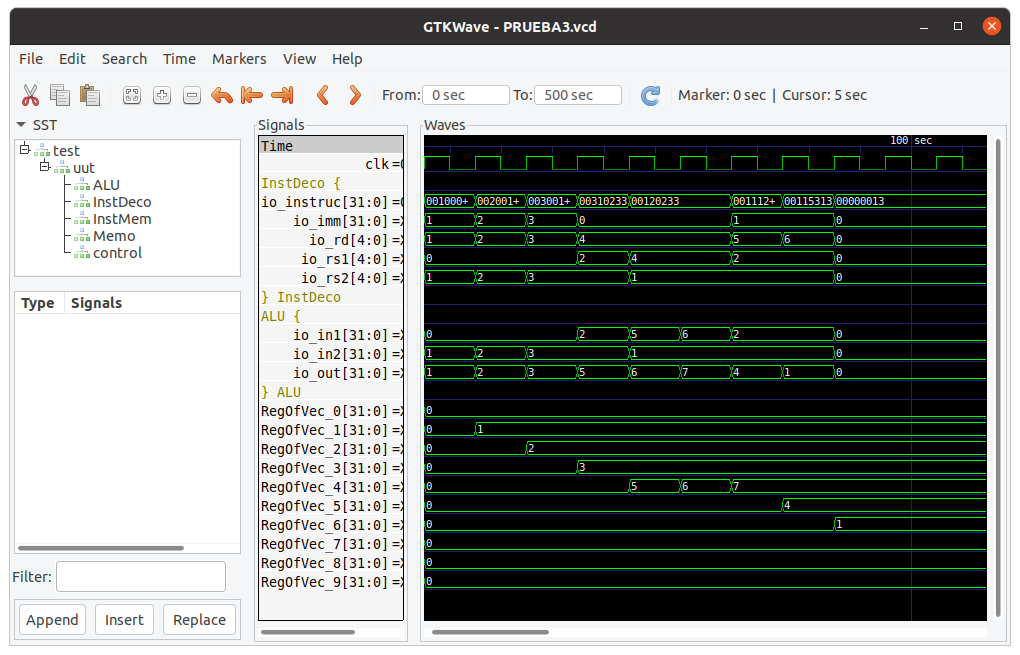 GTKWave - PRUEBA3.vcd
File Edit Search Time Markers View Help
From: 0 sec To: 500 sec Marker: 0 sec | Cursor: 5 sec
SST
test
uut
ALU
InstDeco
InstMem
Memo
control
Type Signals
Filter:
Append Insert Replace
Signals
Time
clk =0
InstDeco {
io_instruc[31:0] =0
io_imm[31:0] =X
io_rd[4:0] =X
io_rs1[4:0] =X
io_rs2[4:0] =X
} InstDeco
ALU {
io_in1[31:0] =X
io_in2[31:0] =X
io_out[31:0] =X
} ALU
RegOfVec_0[31:0] =X
RegOfVec_1[31:0] =X
RegOfVec_2[31:0] =X
RegOfVec_3[31:0] =X
RegOfVec_4[31:0] =X
RegOfVec_5[31:0] =X
RegOfVec_6[31:0] =X
RegOfVec_7[31:0] =X
RegOfVec_8[31:0] =X
RegOfVec_9[31:0] =X
Waves
100 sec
001000+ 002001+ 003001+ 00310233 00120233 001112+ 00115313 00000013
1 2 3 0 1 0
1 2 3 4 5 6 0
0 2 4 2 0
1 2 3 1 0
0 2 5 6 2 0
1 2 3 1 0
1 2 3 5 6 7 4 1 0
0
0 1
0 2
0 3
0 5 6 7
0 4
0 1
0
0
0